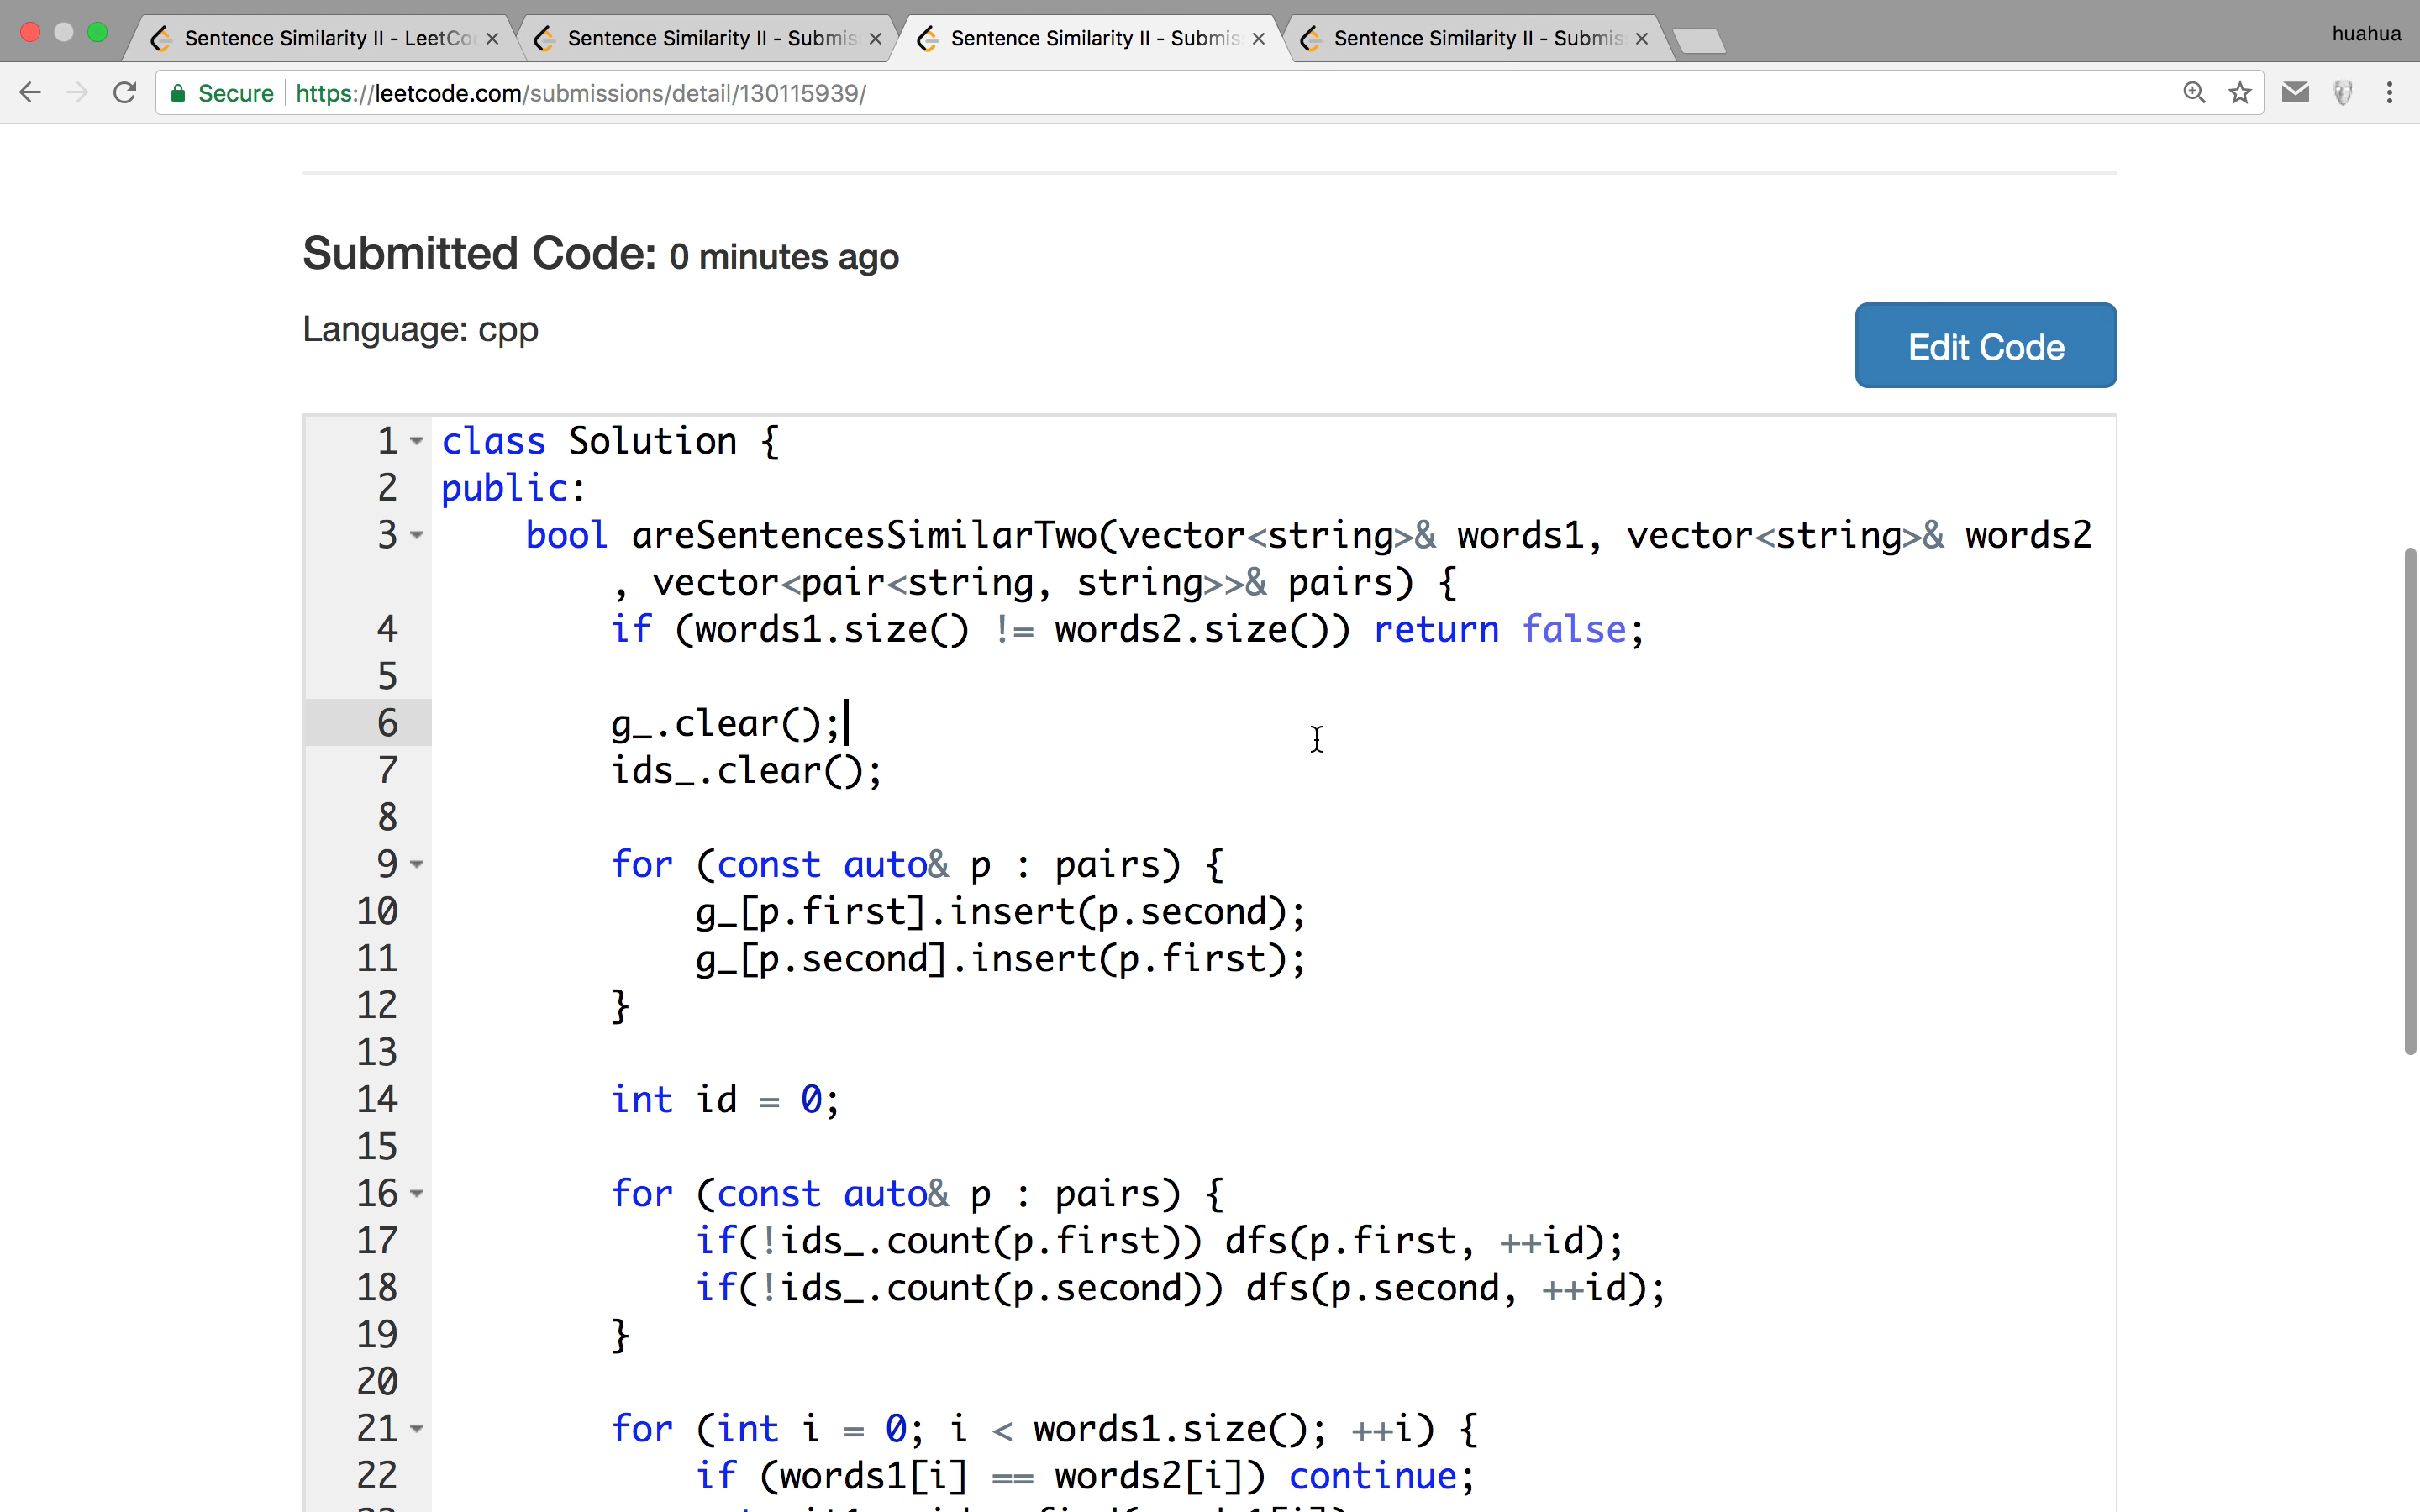 Sentence Similarity II - LeetCo
Sentence Similarity II - Submis
Sentence Similarity II - Submis
Sentence Similarity II - Submis
huahua
Secure https://leetcode.com/submissions/detail/130115939/
Submitted Code: 0 minutes ago
Language: cpp
Edit Code
1 class Solution {
2 public:
3 bool areSentencesSimilarTwo(vector<string>& words1, vector<string>& words2
, vector<pair<string, string>>& pairs) {
4 if (words1.size() != words2.size()) return false;
5
6 g_.clear();
7 ids_.clear();
8
9 for (const auto& p : pairs) {
10 g_[p.first].insert(p.second);
11 g_[p.second].insert(p.first);
12 }
13
14 int id = 0;
15
16 for (const auto& p : pairs) {
17 if(!ids_.count(p.first)) dfs(p.first, ++id);
18 if(!ids_.count(p.second)) dfs(p.second, ++id);
19 }
20
21 for (int i = 0; i < words1.size(); ++i) {
22 if (words1[i] == words2[i]) continue;